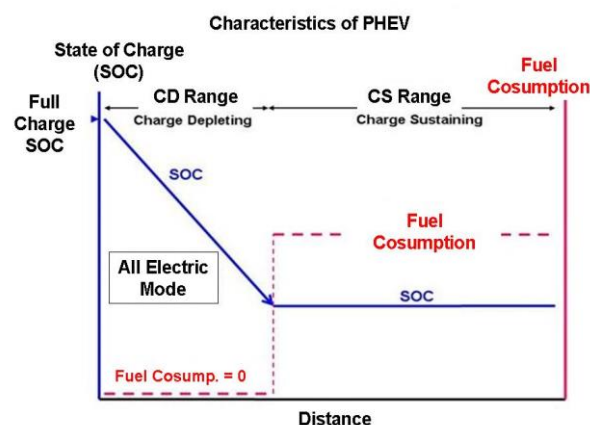 Characteristics of PHEV
State of Charge
(SOC)
Fuel
Cosumption
Full
Charge
SOC
CD Range
Charge Depleting
CS Range
Charge Sustaining
SOC
Fuel
Cosumption
All Electric
Mode
SOC
Fuel Cosump. = 0
Distance